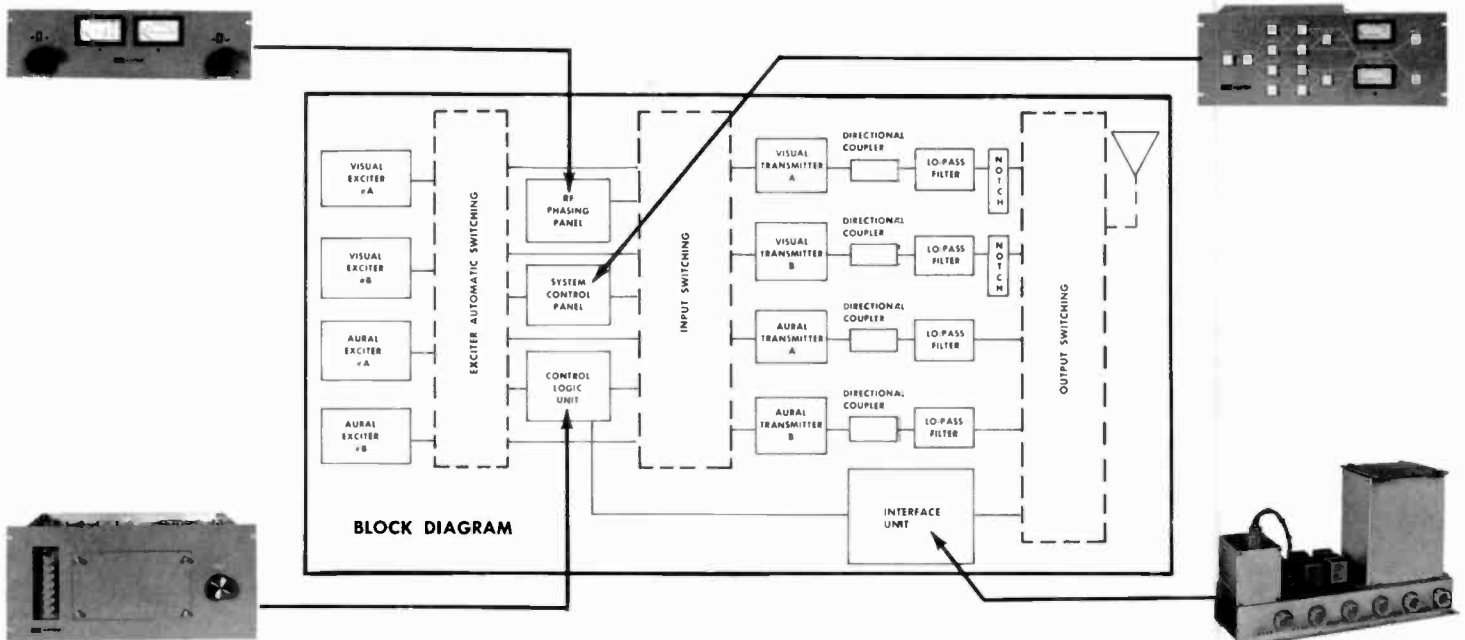 VISUAL
EXCITER
#A
VISUAL
EXCITER
#B
AURAL
EXCITER
#A
AURAL
EXCITER
#B
EXCITER AUTOMATIC SWITCHING
RF
PHASING
PANEL
SYSTEM
CONTROL
PANEL
CONTROL
LOGIC
UNIT
INPUT SWITCHING
VISUAL
TRANSMITTER
A
DIRECTIONAL
COUPLER
LO-PASS
FILTER
NOTCH
VISUAL
TRANSMITTER
B
DIRECTIONAL
COUPLER
LO-PASS
FILTER
NOTCH
AURAL
TRANSMITTER
A
DIRECTIONAL
COUPLER
LO-PASS
FILTER
AURAL
TRANSMITTER
B
DIRECTIONAL
COUPLER
LO-PASS
FILTER
INTERFACE
UNIT
OUTPUT SWITCHING
BLOCK DIAGRAM